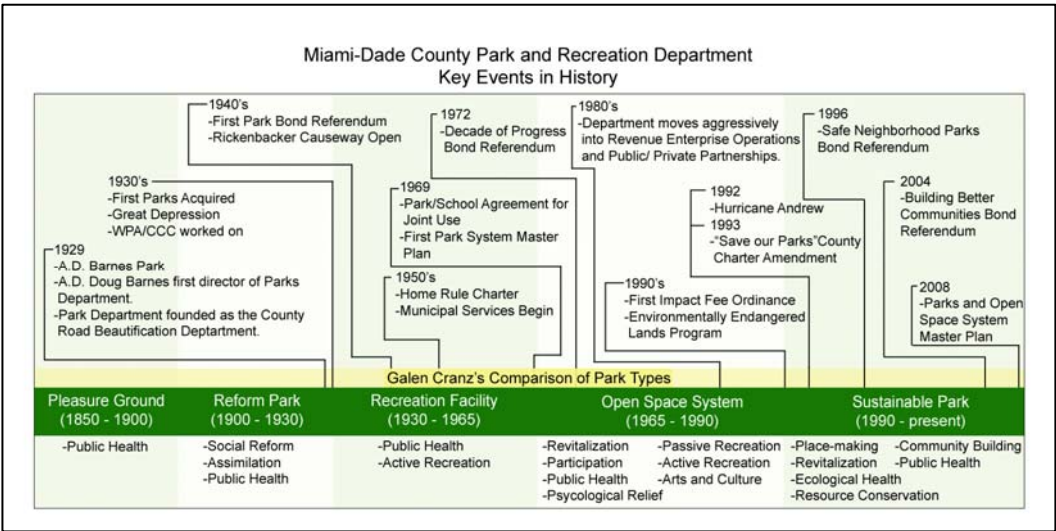 Miami-Dade County Park and Recreation Department
Key Events in History
1929
-A.D. Barnes Park
-A.D. Doug Barnes first director of Parks
Department.
-Park Department founded as the County
Road Beautification Deptartment.
1930's
-First Parks Acquired
-Great Depression
-WPA/CCC worked on
1940's
-First Park Bond Referendum
-Rickenbacker Causeway Open
1950's
-Home Rule Charter
-Municipal Services Begin
1969
-Park/School Agreement for
Joint Use
-First Park System Master
Plan
1972
-Decade of Progress
Bond Referendum
1980's
-Department moves aggressively
into Revenue Enterprise Operations
and Public/ Private Partnerships.
1990's
-First Impact Fee Ordinance
-Environmentally Endangered
Lands Program
1992
-Hurricane Andrew
1993
-"Save our Parks"County
Charter Amendment
1996
-Safe Neighborhood Parks
Bond Referendum
2004
-Building Better
Communities Bond
Referendum
2008
-Parks and Open
Space System
Master Plan
Galen Cranz's Comparison of Park Types
Pleasure Ground
(1850 - 1900)
-Public Health
Reform Park
(1900 - 1930)
-Social Reform
-Assimilation
-Public Health
Recreation Facility
(1930 - 1965)
-Public Health
-Active Recreation
Open Space System
(1965 - 1990)
-Revitalization
-Participation
-Public Health
-Psycological Relief
-Passive Recreation
-Active Recreation
-Arts and Culture
Sustainable Park
(1990 - present)
-Place-making
-Revitalization
-Ecological Health
-Resource Conservation
-Community Building
-Public Health